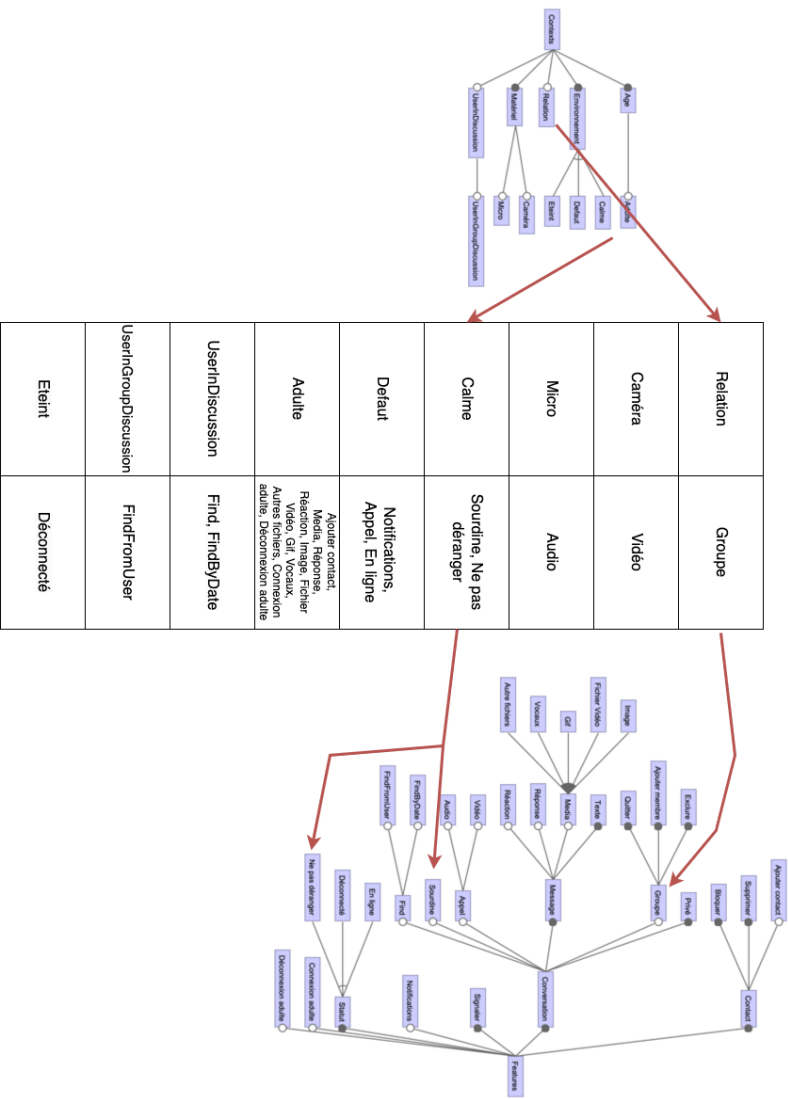 Contexts
Age
Environnement
Relation
Matériel
UserInDiscussion
Adulte
Calme
Defaut
Eteint
Caméra
Micro
UserInGroupDiscussion
Relation
Groupe
Caméra
Vidéo
Micro
Audio
Calme
Sourdine, Ne pas
déranger
Defaut
Notifications,
Appel, En ligne
Adulte
Ajouter contact,
Media, Réponse,
Réaction, Image, Fichier
Vidéo, Gif, Vocaux,
Autres fichiers, Connexion
adulte, Déconnexion adulte
UserInDiscussion
Find, FindByDate
UserInGroupDiscussion
FindFromUser
Eteint
Déconnecté
Image
Fichier Vidéo
Gif
Vocaux
Autre fichiers
Exclure
Ajouter membre
Quitter
Texte
Media
Réponse
Réaction
Vidéo
Audio
FindByDate
FindFromUser
Ajouter contact
Supprimer
Bloquer
Privé
Groupe
Message
Appel
Sourdine
Find
En ligne
Déconnecté
Ne pas déranger
Contact
Conversation
Signaler
Notifications
Statut
Connexion adulte
Déconnexion adulte
Features